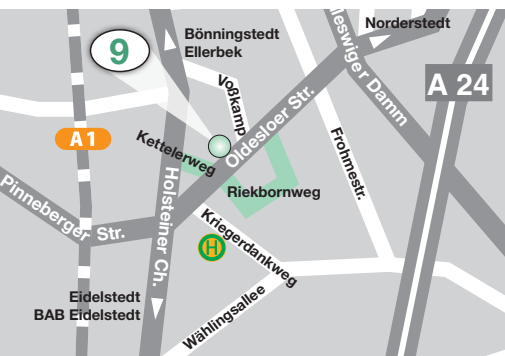 9
Bönningstedt
Ellerbek
Norderstedt
Schleswiger Damm
A 24
Voßkamp
Oldesloer Str.
A 1
Kettelerweg
Frohmestr.
Holsteiner Ch.
Riekbornweg
Pinneberger Str.
Kriegerdankweg
H
Eidelstedt
BAB Eidelstedt
Wählingsallee